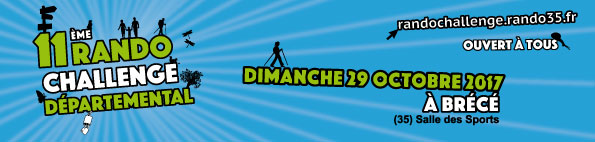 11ÈME RANDO
CHALLENGE
DÉPARTEMENTAL
randochallenge.rando35.fr
OUVERT À TOUS
DIMANCHE 29 OCTOBRE 2017
À BRÉCÉ
(35) Salle des Sports